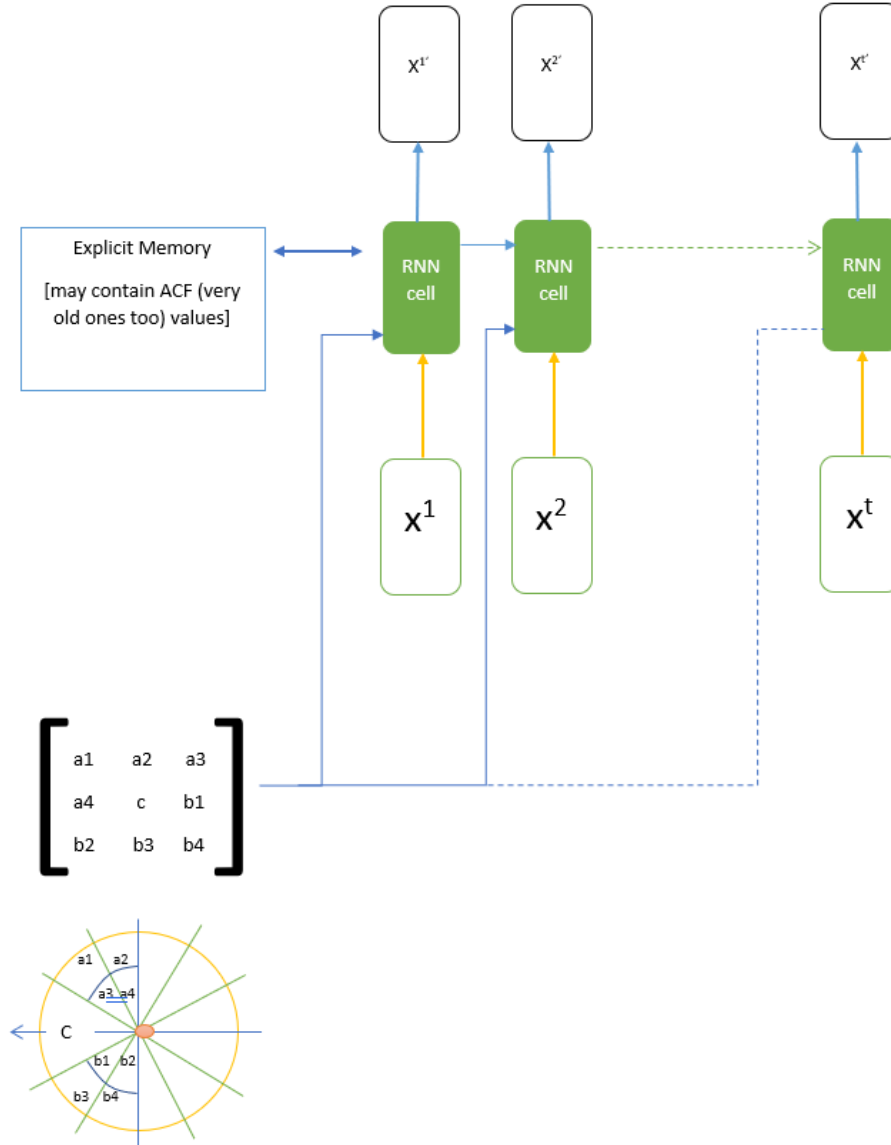 X1′ X2′ Xt′
Explicit Memory
[may contain ACF (very
old ones too) values]
RNN
cell
RNN
cell
RNN
cell
x1 x2 xt
a1 a2 a3
a4 c b1
b2 b3 b4
a1 a2
a3 a4
C
b1 b2
b3 b4